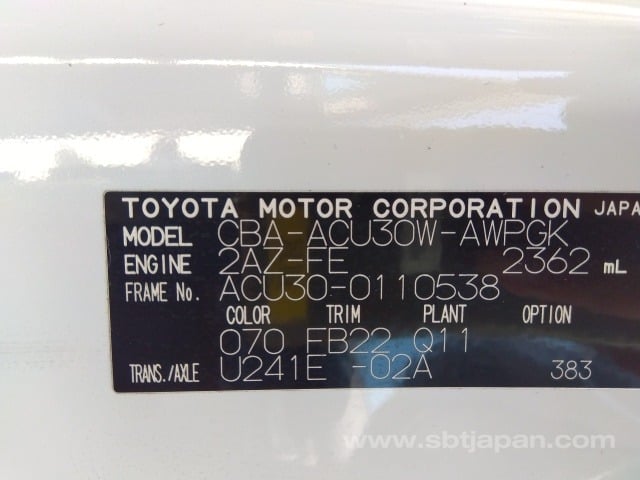 TOYOTA MOTOR CORPORATION JAPA
MODEL CBA-ACU30W-AWPGK
ENGINE 2AZ-FE 2362 mL
FRAME No. ACU30-0110538
COLOR TRIM PLANT OPTION
070 FB22 Q11
TRANS./AXLE U241E -02A 383
www.sbtjapan.com